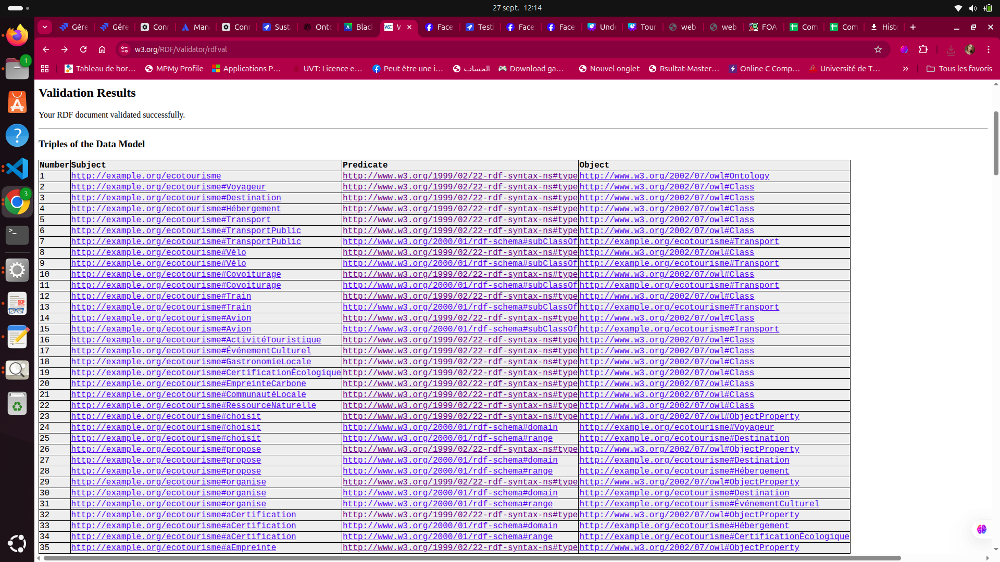 27 sept. 12:14
Gére Gére Conn Man Conn Sust Onto Blac W Face Testi Face Face Und Tour web web FOA Com Com Histo
w3.org/RDF/Validator/rdfval
Tableau de bor… MPMy Profile Applications P… UVT: Licence e… Peut être une i… الحساب Download ga… Nouvel onglet Rsultat-Master… Online C Comp… Université de T… » Tous les favoris
1
3
Validation Results
Your RDF document validated successfully.
Triples of the Data Model
Number Subject Predicate Object
1 http://example.org/ecotourisme http://www.w3.org/1999/02/22-rdf-syntax-ns#type http://www.w3.org/2002/07/owl#Ontology
2 http://example.org/ecotourisme#Voyageur http://www.w3.org/1999/02/22-rdf-syntax-ns#type http://www.w3.org/2002/07/owl#Class
3 http://example.org/ecotourisme#Destination http://www.w3.org/1999/02/22-rdf-syntax-ns#type http://www.w3.org/2002/07/owl#Class
4 http://example.org/ecotourisme#Hébergement http://www.w3.org/1999/02/22-rdf-syntax-ns#type http://www.w3.org/2002/07/owl#Class
5 http://example.org/ecotourisme#Transport http://www.w3.org/1999/02/22-rdf-syntax-ns#type http://www.w3.org/2002/07/owl#Class
6 http://example.org/ecotourisme#TransportPublic http://www.w3.org/1999/02/22-rdf-syntax-ns#type http://www.w3.org/2002/07/owl#Class
7 http://example.org/ecotourisme#TransportPublic http://www.w3.org/2000/01/rdf-schema#subClassOf http://example.org/ecotourisme#Transport
8 http://example.org/ecotourisme#Vélo http://www.w3.org/1999/02/22-rdf-syntax-ns#type http://www.w3.org/2002/07/owl#Class
9 http://example.org/ecotourisme#Vélo http://www.w3.org/2000/01/rdf-schema#subClassOf http://example.org/ecotourisme#Transport
10 http://example.org/ecotourisme#Covoiturage http://www.w3.org/1999/02/22-rdf-syntax-ns#type http://www.w3.org/2002/07/owl#Class
11 http://example.org/ecotourisme#Covoiturage http://www.w3.org/2000/01/rdf-schema#subClassOf http://example.org/ecotourisme#Transport
12 http://example.org/ecotourisme#Train http://www.w3.org/1999/02/22-rdf-syntax-ns#type http://www.w3.org/2002/07/owl#Class
13 http://example.org/ecotourisme#Train http://www.w3.org/2000/01/rdf-schema#subClassOf http://example.org/ecotourisme#Transport
14 http://example.org/ecotourisme#Avion http://www.w3.org/1999/02/22-rdf-syntax-ns#type http://www.w3.org/2002/07/owl#Class
15 http://example.org/ecotourisme#Avion http://www.w3.org/2000/01/rdf-schema#subClassOf http://example.org/ecotourisme#Transport
16 http://example.org/ecotourisme#ActivitéTouristique http://www.w3.org/1999/02/22-rdf-syntax-ns#type http://www.w3.org/2002/07/owl#Class
17 http://example.org/ecotourisme#ÉvénementCulturel http://www.w3.org/1999/02/22-rdf-syntax-ns#type http://www.w3.org/2002/07/owl#Class
18 http://example.org/ecotourisme#GastronomieLocale http://www.w3.org/1999/02/22-rdf-syntax-ns#type http://www.w3.org/2002/07/owl#Class
19 http://example.org/ecotourisme#CertificationÉcologique http://www.w3.org/1999/02/22-rdf-syntax-ns#type http://www.w3.org/2002/07/owl#Class
20 http://example.org/ecotourisme#EmpreinteCarbone http://www.w3.org/1999/02/22-rdf-syntax-ns#type http://www.w3.org/2002/07/owl#Class
21 http://example.org/ecotourisme#CommunautéLocale http://www.w3.org/1999/02/22-rdf-syntax-ns#type http://www.w3.org/2002/07/owl#Class
22 http://example.org/ecotourisme#RessourceNaturelle http://www.w3.org/1999/02/22-rdf-syntax-ns#type http://www.w3.org/2002/07/owl#Class
23 http://example.org/ecotourisme#choisit http://www.w3.org/1999/02/22-rdf-syntax-ns#type http://www.w3.org/2002/07/owl#ObjectProperty
24 http://example.org/ecotourisme#choisit http://www.w3.org/2000/01/rdf-schema#domain http://example.org/ecotourisme#Voyageur
25 http://example.org/ecotourisme#choisit http://www.w3.org/2000/01/rdf-schema#range http://example.org/ecotourisme#Destination
26 http://example.org/ecotourisme#propose http://www.w3.org/1999/02/22-rdf-syntax-ns#type http://www.w3.org/2002/07/owl#ObjectProperty
27 http://example.org/ecotourisme#propose http://www.w3.org/2000/01/rdf-schema#domain http://example.org/ecotourisme#Destination
28 http://example.org/ecotourisme#propose http://www.w3.org/2000/01/rdf-schema#range http://example.org/ecotourisme#Hébergement
29 http://example.org/ecotourisme#organise http://www.w3.org/1999/02/22-rdf-syntax-ns#type http://www.w3.org/2002/07/owl#ObjectProperty
30 http://example.org/ecotourisme#organise http://www.w3.org/2000/01/rdf-schema#domain http://example.org/ecotourisme#Destination
31 http://example.org/ecotourisme#organise http://www.w3.org/2000/01/rdf-schema#range http://example.org/ecotourisme#ÉvénementCulturel
32 http://example.org/ecotourisme#aCertification http://www.w3.org/1999/02/22-rdf-syntax-ns#type http://www.w3.org/2002/07/owl#ObjectProperty
33 http://example.org/ecotourisme#aCertification http://www.w3.org/2000/01/rdf-schema#domain http://example.org/ecotourisme#Hébergement
34 http://example.org/ecotourisme#aCertification http://www.w3.org/2000/01/rdf-schema#range http://example.org/ecotourisme#CertificationÉcologique
35 http://example.org/ecotourisme#aEmpreinte http://www.w3.org/1999/02/22-rdf-syntax-ns#type http://www.w3.org/2002/07/owl#ObjectProperty